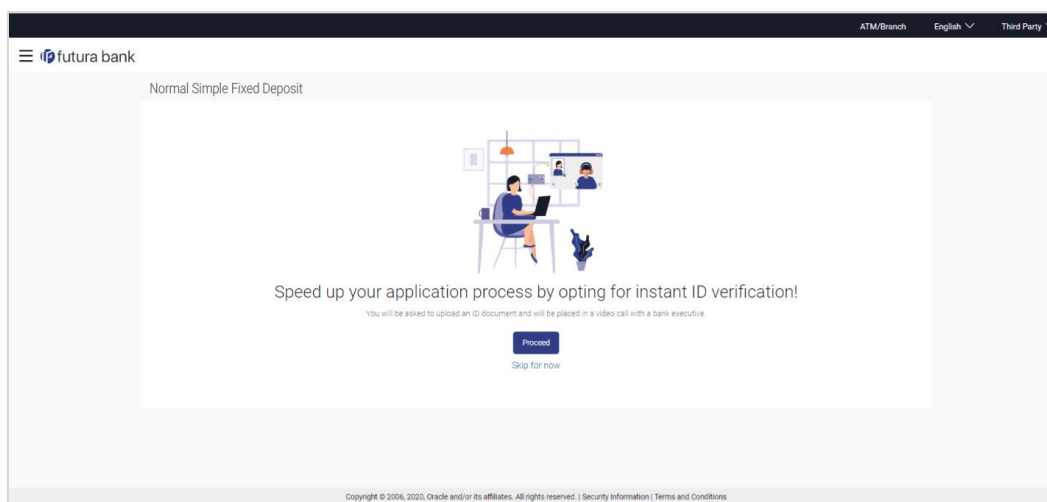 ATM/Branch English Third Party
futura bank
Normal Simple Fixed Deposit
Speed up your application process by opting for instant ID verification!
You will be asked to upload an ID document and will be placed in a video call with a bank executive.
Proceed
Skip for now
Copyright © 2006, 2020, Oracle and/or its affiliates. All rights reserved. | Security Information | Terms and Conditions